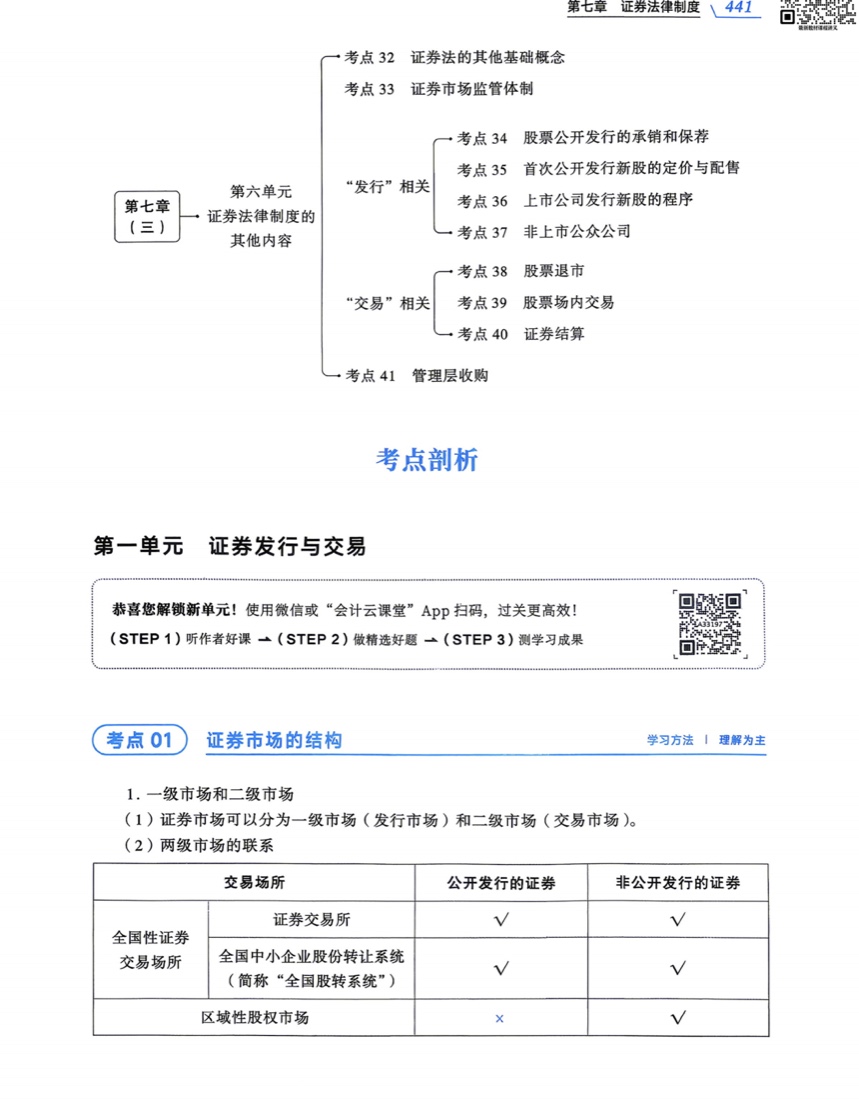 第七章 证券法律制度 441
考点 32 证券法的其他基础概念
考点 33 证券市场监管体制
考点 34 股票公开发行的承销和保荐
考点 35 首次公开发行新股的定价与配售
“发行”相关
考点 36 上市公司发行新股的程序
考点 37 非上市公众公司
第七章
(三)
第六单元
证券法律制度的
其他内容
考点 38 股票退市
“交易”相关
考点 39 股票场内交易
考点 40 证券结算
考点 41 管理层收购
考点剖析
第一单元 证券发行与交易
恭喜您解锁新单元!使用微信或“会计云课堂”App 扫码,过关更高效!
(STEP 1)听作者好课 ⇀ (STEP 2)做精选好题 ⇀ (STEP 3)测学习成果
A33197
考点 01 证券市场的结构 学习方法 | 理解为主
1. 一级市场和二级市场
(1)证券市场可以分为一级市场(发行市场)和二级市场(交易市场)。
(2)两级市场的联系
交易场所 公开发行的证券 非公开发行的证券
全国性证券
交易场所
证券交易所 √ √
全国中小企业股份转让系统
(简称“全国股转系统”) √ √
区域性股权市场 × √